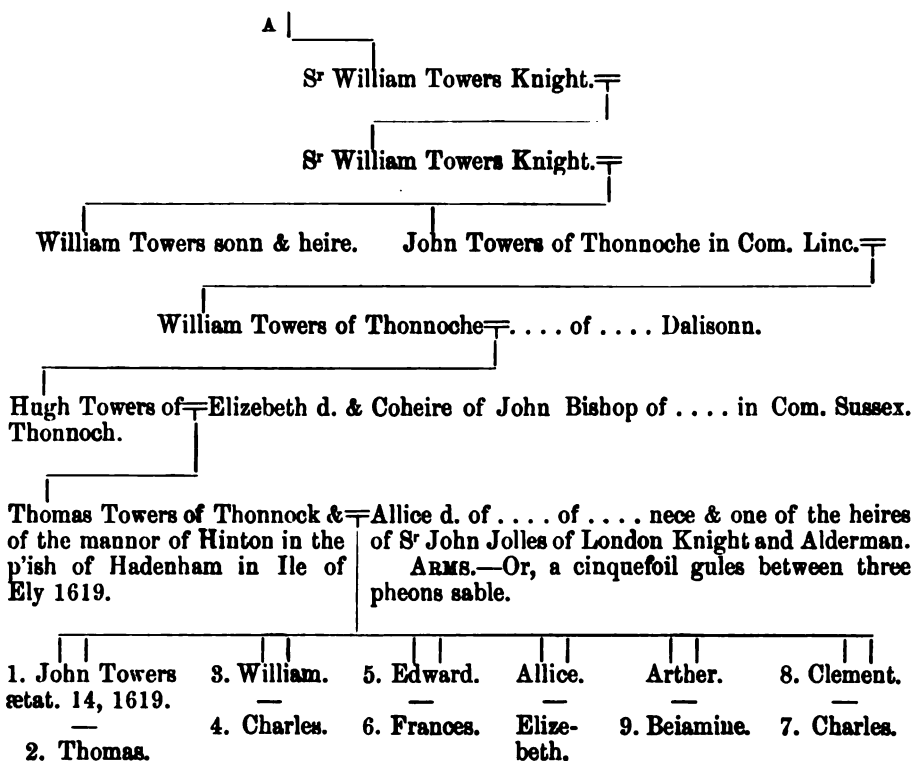 A
Sr William Towers Knight.
Sr William Towers Knight.
William Towers sonn & heire. John Towers of Thonnoche in Com. Linc.
William Towers of Thonnoche . . . . of . . . . Dalisonn.
Hugh Towers of Elizebeth d. & Coheire of John Bishop of . . . . in Com. Sussex.
Thonnoch.
Thomas Towers of Thonnock &
of the mannor of Hinton in the
p'ish of Hadenham in Ile of
Ely 1619.
Allice d. of . . . . of . . . . nece & one of the heires
of Sr John Jolles of London Knight and Alderman.
ARMS.—Or, a cinquefoil gules between three
pheons sable.
1. John Towers
ætat. 14, 1619.
—
2. Thomas.
3. William.
—
4. Charles.
5. Edward.
—
6. Frances.
Allice.
—
Elize-
beth.
Arther.
—
9. Beiamine.
8. Clement.
—
7. Charles.